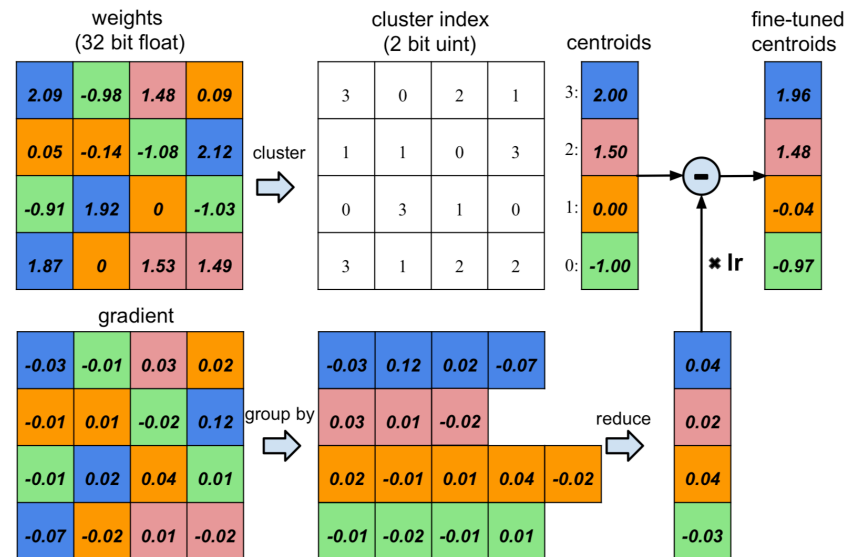 weights
(32 bit float)
cluster index
(2 bit uint)
centroids
fine-tuned
centroids
2.09 -0.98 1.48 0.09
0.05 -0.14 -1.08 2.12
-0.91 1.92 0 -1.03
1.87 0 1.53 1.49
cluster
3 0 2 1
1 1 0 3
0 3 1 0
3 1 2 2
3: 2.00
2: 1.50
1: 0.00
0: -1.00
-
× lr
1.96
1.48
-0.04
-0.97
gradient
-0.03 -0.01 0.03 0.02
-0.01 0.01 -0.02 0.12
-0.01 0.02 0.04 0.01
-0.07 -0.02 0.01 -0.02
group by
-0.03 0.12 0.02 -0.07
0.03 0.01 -0.02
0.02 -0.01 0.01 0.04 -0.02
-0.01 -0.02 -0.01 0.01
reduce
0.04
0.02
0.04
-0.03